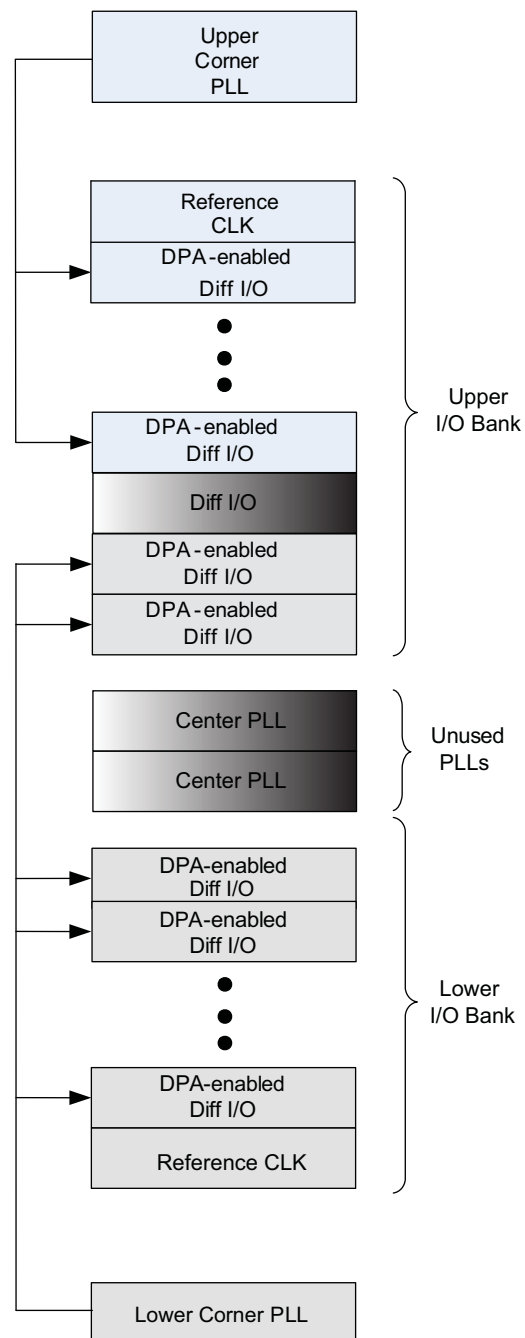 Upper
Corner
PLL
Reference
CLK
DPA-enabled
Diff I/O
DPA-enabled
Diff I/O
Diff I/O
DPA-enabled
Diff I/O
DPA-enabled
Diff I/O
Upper
I/O Bank
Center PLL
Center PLL
Unused
PLLs
DPA-enabled
Diff I/O
DPA-enabled
Diff I/O
DPA-enabled
Diff I/O
Reference CLK
Lower
I/O Bank
Lower Corner PLL